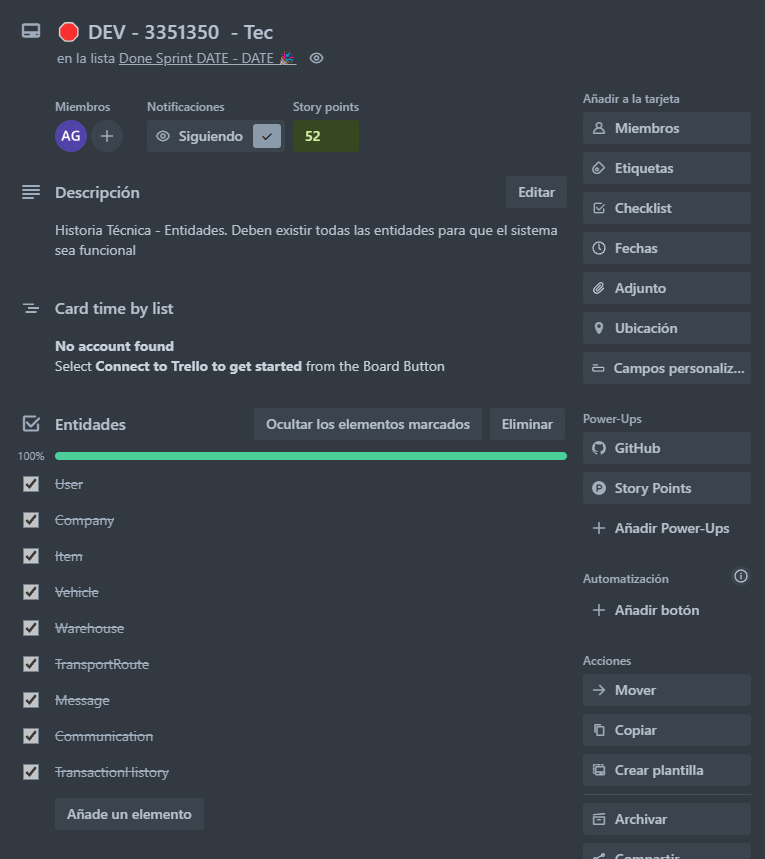 DEV - 3351350 - Tec
en la lista Done Sprint DATE - DATE 🎉
Miembros
Notificaciones
Story points
AG
Siguiendo
52
Descripción
Editar
Historia Técnica - Entidades. Deben existir todas las entidades para que el sistema
sea funcional
Card time by list
No account found
Select Connect to Trello to get started from the Board Button
Entidades
Ocultar los elementos marcados
Eliminar
100%
User
Company
Item
Vehicle
Warehouse
TransportRoute
Message
Communication
TransactionHistory
Añade un elemento
Añadir a la tarjeta
Miembros
Etiquetas
Checklist
Fechas
Adjunto
Ubicación
Campos personaliz...
Power-Ups
GitHub
Story Points
Añadir Power-Ups
Automatización
Añadir botón
Acciones
Mover
Copiar
Crear plantilla
Archivar
Compartir